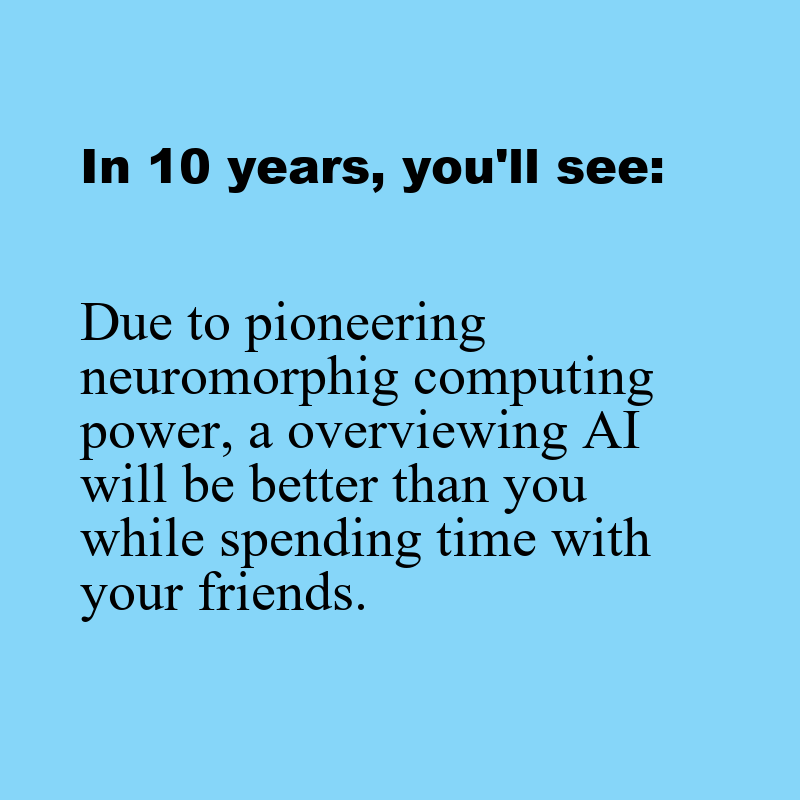 In 10 years, you'll see:
Due to pioneering
neuromorphig computing
power, a overviewing AI
will be better than you
while spending time with
your friends.